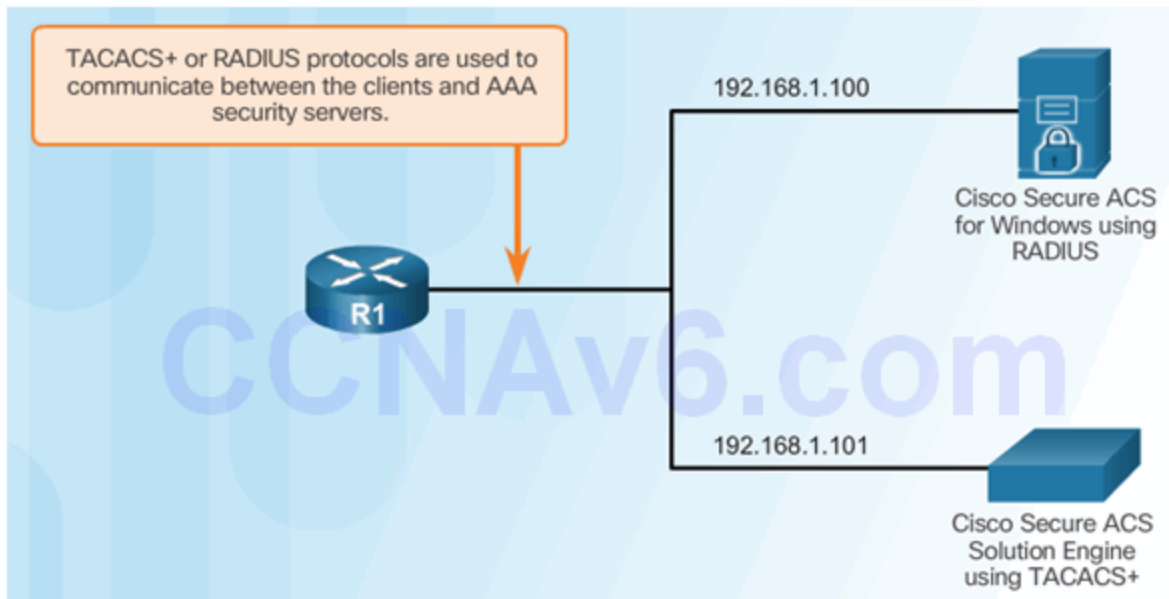 TACACS+ or RADIUS protocols are used to
communicate between the clients and AAA
security servers.
192.168.1.100
Cisco Secure ACS
for Windows using
RADIUS
R1
CCNAv6.com
192.168.1.101
Cisco Secure ACS
Solution Engine
using TACACS+